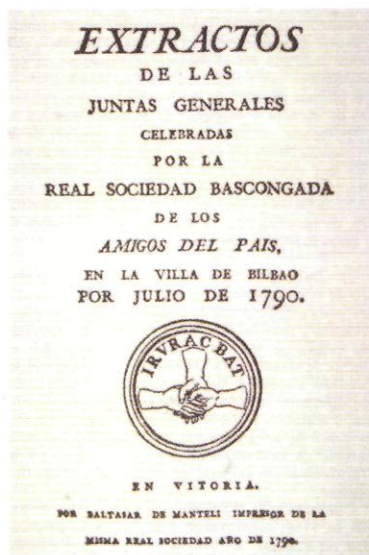 EXTRACTOS
DE LAS
JUNTAS GENERALES
CELEBRADAS
POR LA
REAL SOCIEDAD BASCONGADA
DE LOS
AMIGOS DEL PAIS,
EN LA VILLA DE BILBAO
POR JULIO DE 1790.
IRVRACBAT
EN VITORIA.
POR BALTASAR DE MANTELI IMPRESOR DE LA
MISMA REAL SOCIEDAD AÑO DE 1790.